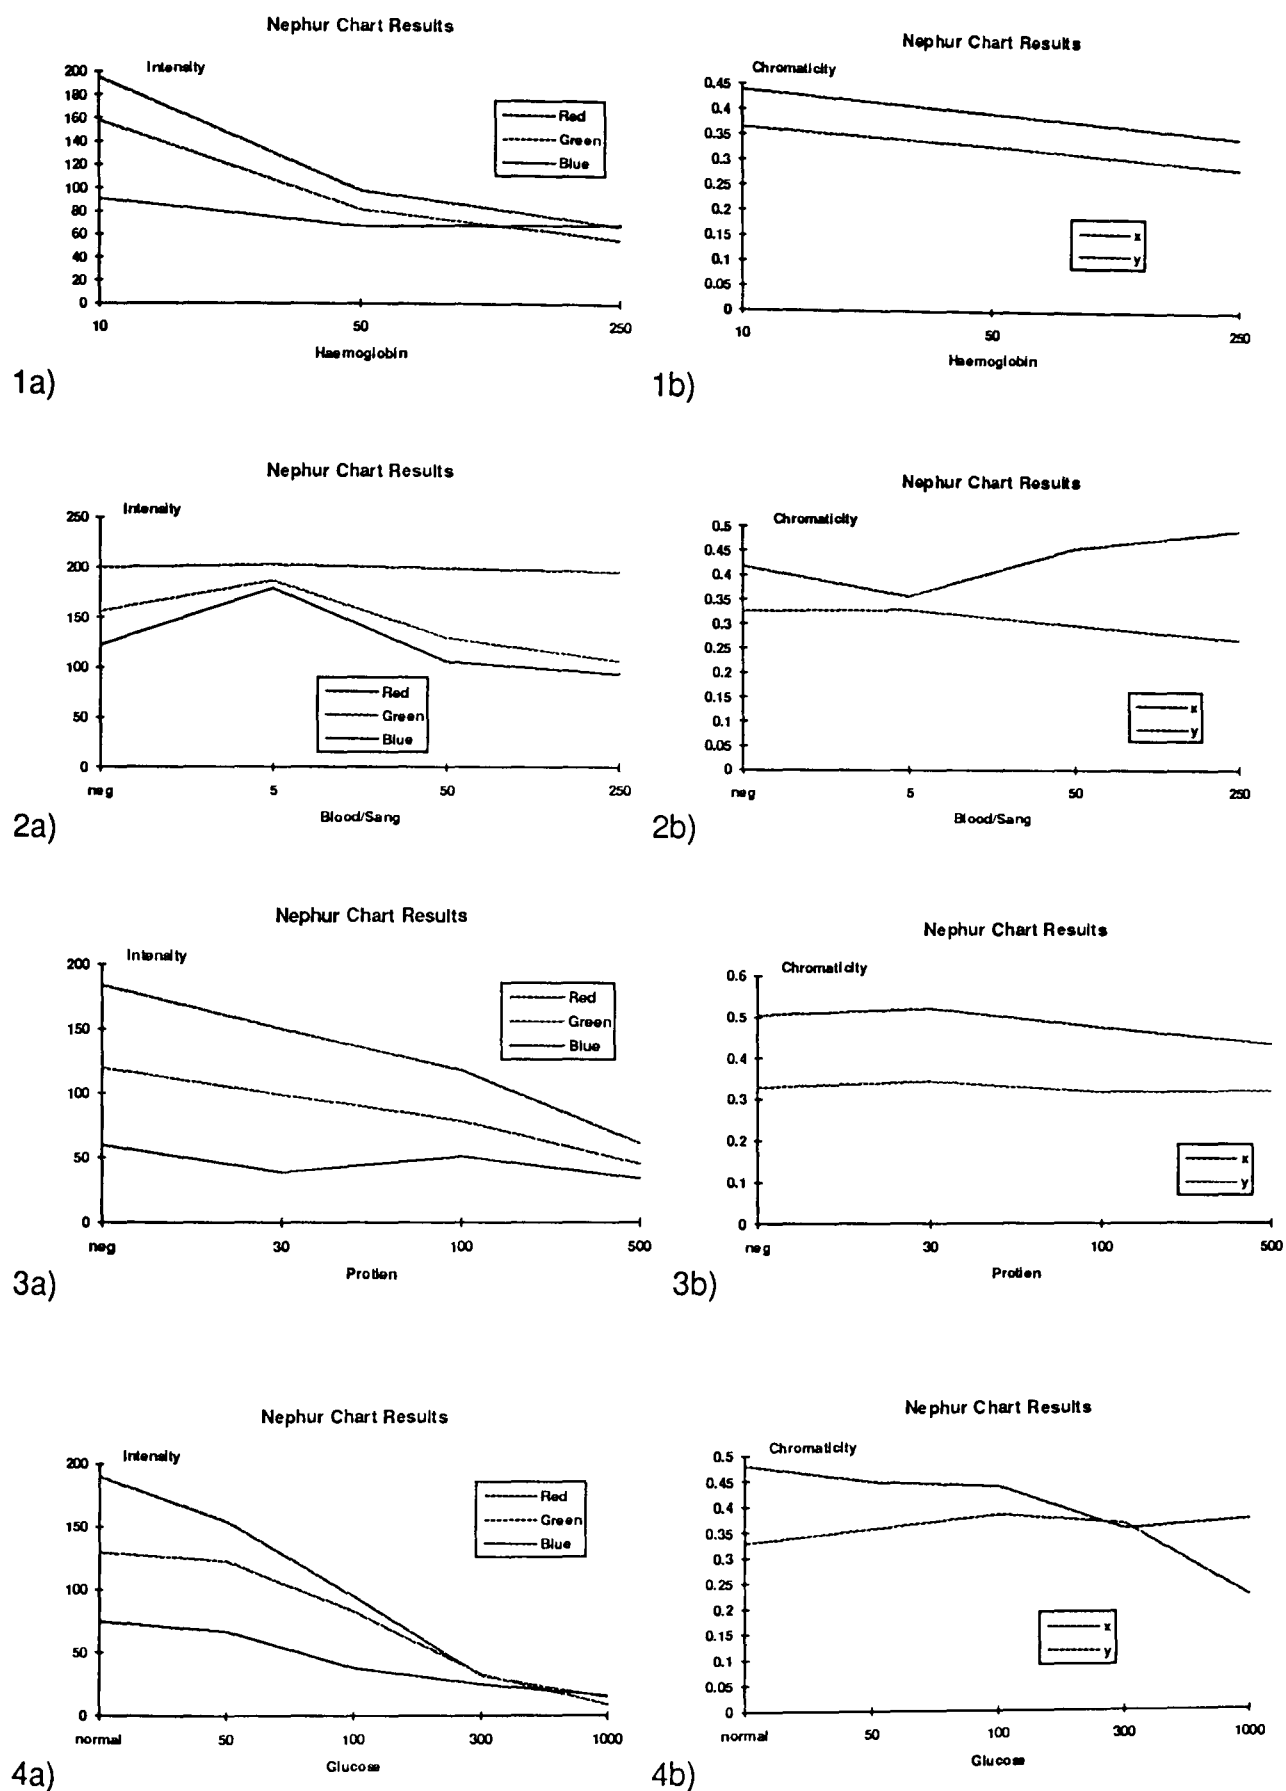 Nephur Chart Results
Intensity
200
180
160
140
120
100
80
60
40
20
0
10
50
250
Haemoglobin
Red
Green
Blue
1a)
Nephur Chart Results
Chromaticity
0.45
0.4
0.35
0.3
0.25
0.2
0.15
0.1
0.05
0
10
50
250
Haemoglobin
x
y
1b)
Nephur Chart Results
Intensity
250
200
150
100
50
0
neg
5
50
250
Blood/Sang
Red
Green
Blue
2a)
Nephur Chart Results
Chromaticity
0.5
0.45
0.4
0.35
0.3
0.25
0.2
0.15
0.1
0.05
0
neg
5
50
250
Blood/Sang
x
y
2b)
Nephur Chart Results
Intensity
200
150
100
50
0
neg
30
100
500
Protien
Red
Green
Blue
3a)
Nephur Chart Results
Chromaticity
0.6
0.5
0.4
0.3
0.2
0.1
0
neg
30
100
500
Protien
x
y
3b)
Nephur Chart Results
Intensity
200
150
100
50
0
normal
50
100
300
1000
Glucose
Red
Green
Blue
4a)
Nephur Chart Results
Chromaticity
0.5
0.45
0.4
0.35
0.3
0.25
0.2
0.15
0.1
0.05
0
normal
50
100
300
1000
Glucose
x
y
4b)